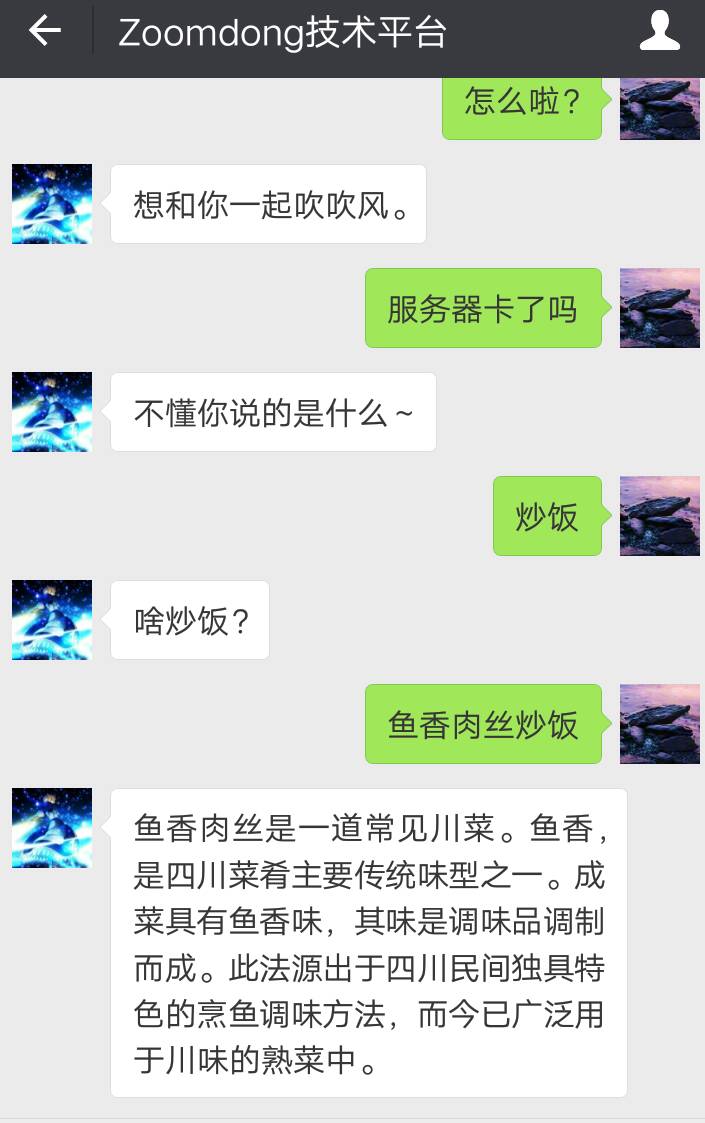 Zoomdong技术平台
怎么啦?
想和你一起吹吹风。
服务器卡了吗
不懂你说的是什么~
炒饭
啥炒饭?
鱼香肉丝炒饭
鱼香肉丝是一道常见川菜。鱼香,
是四川菜肴主要传统味型之一。成
菜具有鱼香味，其味是调味品调制
而成。此法源出于四川民间独具特
色的烹鱼调味方法，而今已广泛用
于川味的熟菜中。